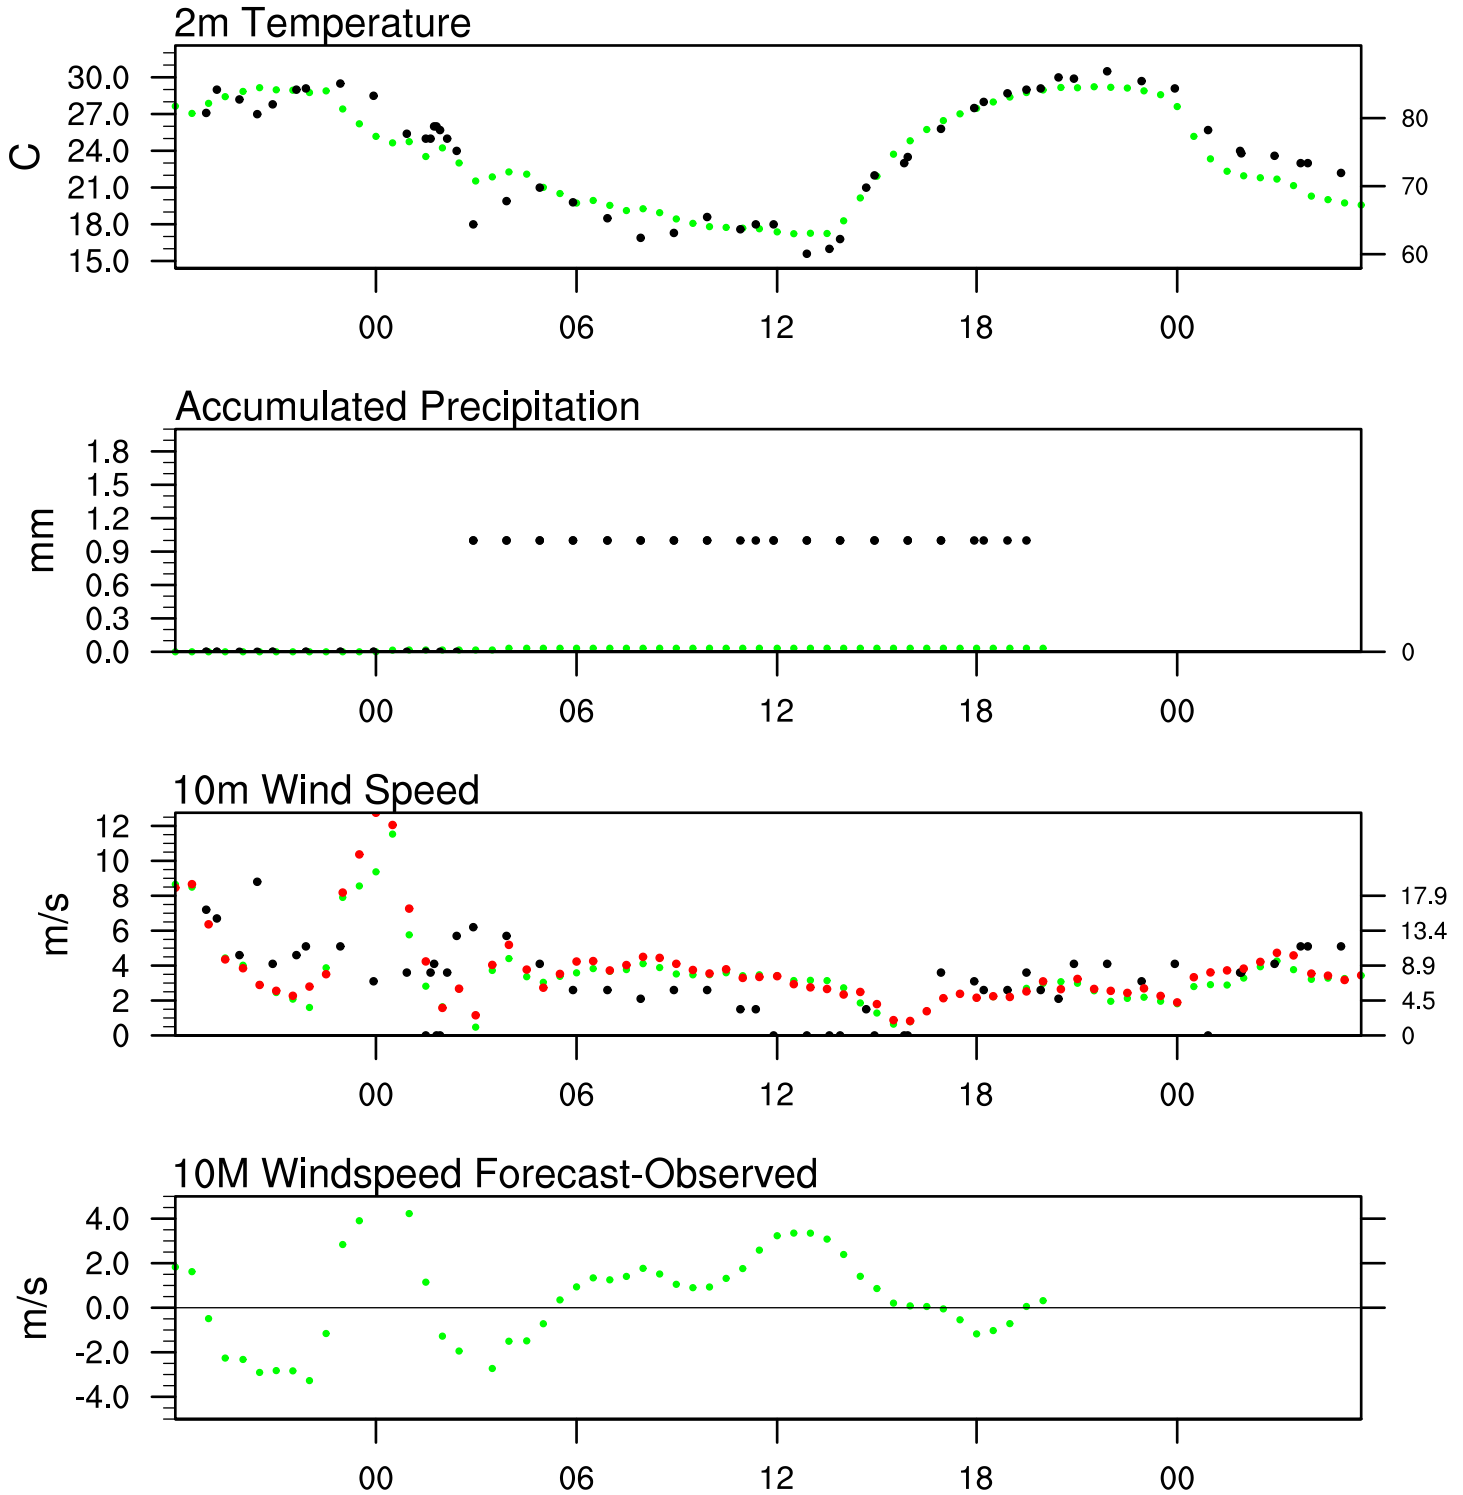 2m Temperature
30.0
27.0
24.0
21.0
18.0
15.0
C
80
70
60
00 06 12 18 00
Accumulated Precipitation
1.8
1.5
1.2
0.9
0.6
0.3
0.0
mm
0
00 06 12 18 00
10m Wind Speed
12
10
8
6
4
2
0
m/s
17.9
13.4
8.9
4.5
0
00 06 12 18 00
10M Windspeed Forecast-Observed
4.0
2.0
0.0
-2.0
-4.0
m/s
00 06 12 18 00